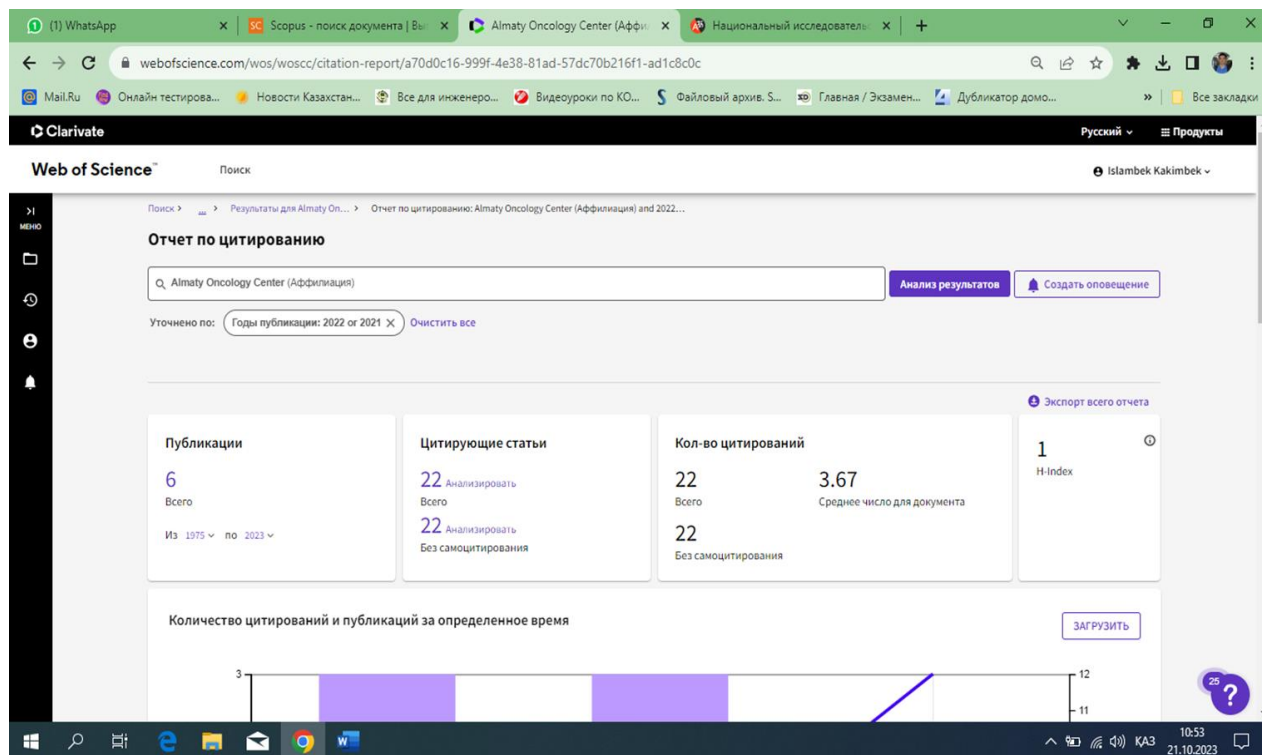 (1) WhatsApp
SC Scopus - поиск документа | Вы
Almaty Oncology Center (Аффи
Национальный исследователь
webofscience.com/wos/woscc/citation-report/a70d0c16-999f-4e38-81ad-57dc70b216f1-ad1c8c0c
Mail.Ru Онлайн тестирова... Новости Казахстан... Все для инженеро... Видеоуроки по КО... Файловый архив. S... Главная / Экзамен... Дубликатор домо... » Все закладки
Clarivate Русский Продукты
Web of Science™ Поиск Islambek Kakimbek
МЕНЮ
Поиск > ... > Результаты для Almaty On... > Отчет по цитированию: Almaty Oncology Center (Аффилиация) and 2022...
Отчет по цитированию
Almaty Oncology Center (Аффилиация) Анализ результатов Создать оповещение
Уточнено по: Годы публикации: 2022 or 2021 × Очистить все
Экспорт всего отчета
Публикации
6
Всего
Из 1975 по 2023
Цитирующие статьи
22 Анализировать
Всего
22 Анализировать
Без самоцитирования
Кол-во цитирований
22
Всего
3.67
Среднее число для документа
22
Без самоцитирования
1
H-Index
Количество цитирований и публикаций за определенное время
ЗАГРУЗИТЬ
3
12
11
25
?
КАЗ
10:53
21.10.2023